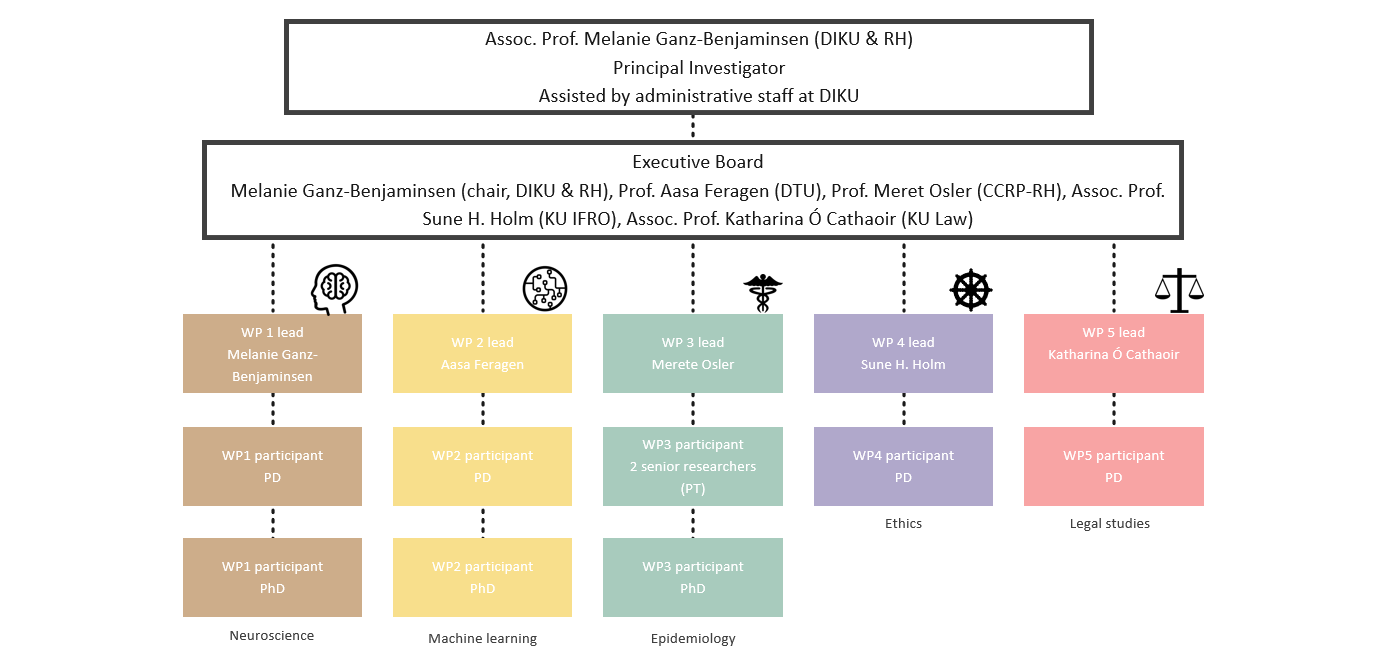 Assoc. Prof. Melanie Ganz-Benjaminsen (DIKU & RH)
Principal Investigator
Assisted by administrative staff at DIKU
Executive Board
Melanie Ganz-Benjaminsen (chair, DIKU & RH), Prof. Aasa Feragen (DTU), Prof. Meret Osler (CCRP-RH), Assoc. Prof.
Sune H. Holm (KU IFRO), Assoc. Prof. Katharina Ó Cathaoir (KU Law)
WP 1 lead
Melanie Ganz-
Benjaminsen
WP 2 lead
Aasa Feragen
WP 3 lead
Merete Osler
WP 4 lead
Sune H. Holm
WP 5 lead
Katharina Ó Cathaoir
WP1 participant
PD
WP2 participant
PD
WP3 participant
2 senior researchers
(PT)
WP4 participant
PD
WP5 participant
PD
Ethics
Legal studies
WP1 participant
PhD
WP2 participant
PhD
WP3 participant
PhD
Neuroscience
Machine learning
Epidemiology